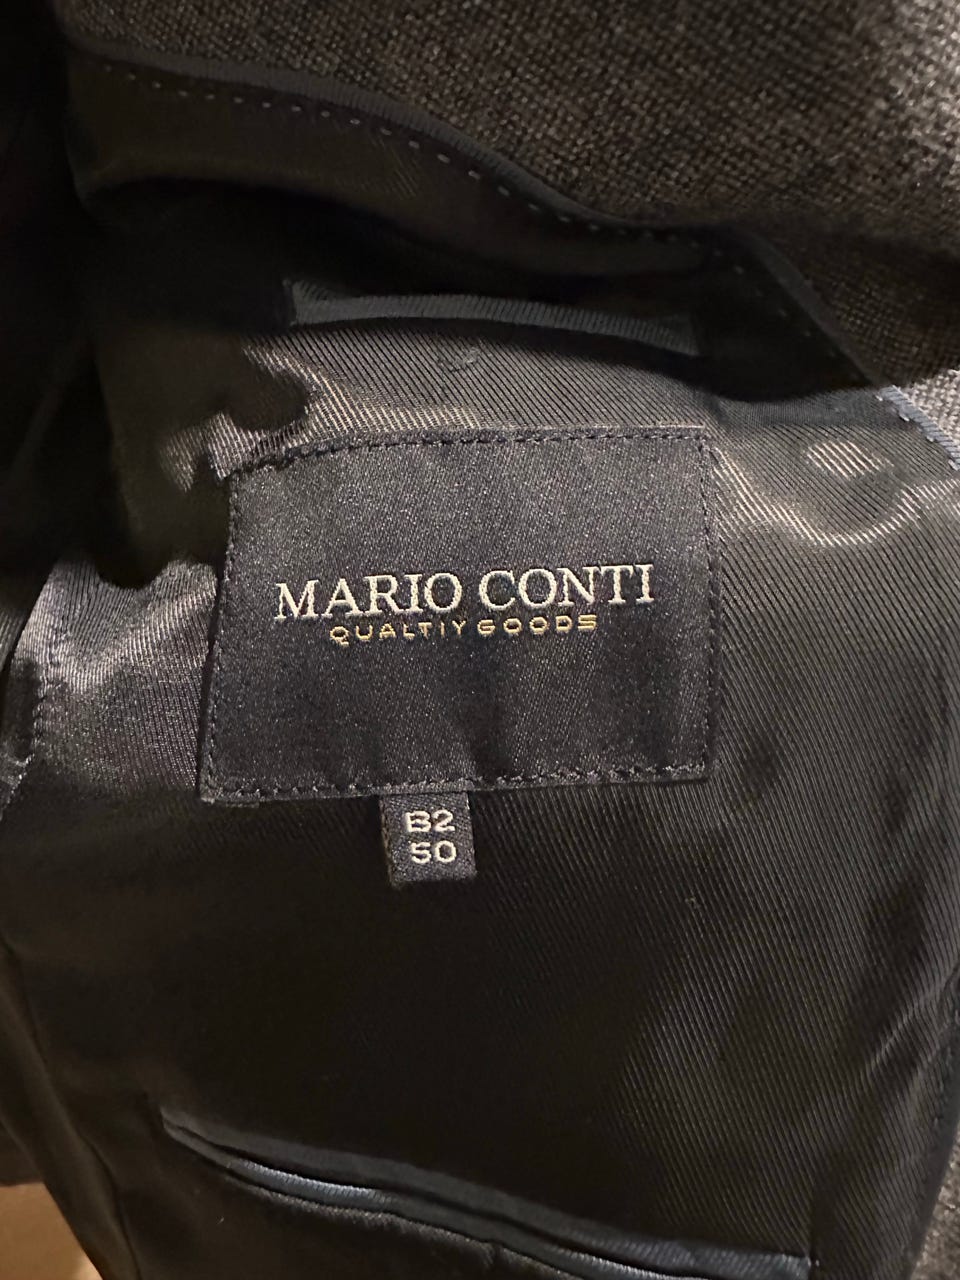 MARIO CONTI
QUALTIY GOODS
B2
50